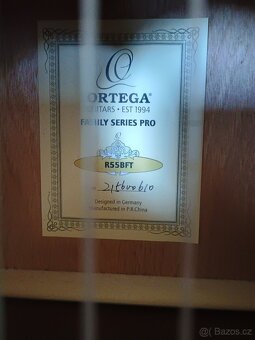 ORTEGA®
GUITARS • EST 1994
FAMILY SERIES PRO
R55BFT
Designed in Germany
Manufactured in P.R.China
© Bazos.cz